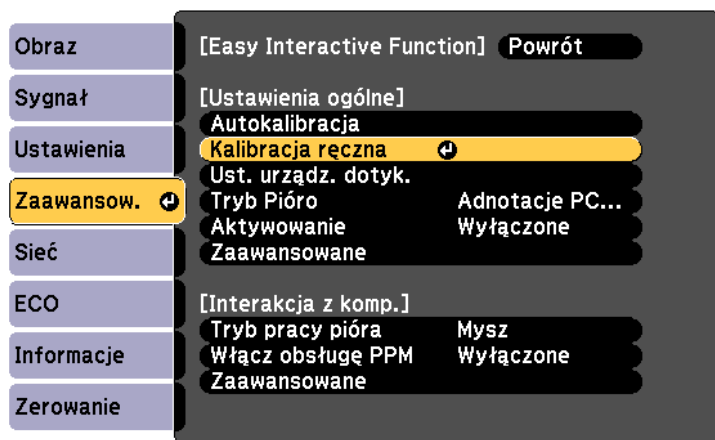 Obraz
Sygnał
Ustawienia
Zaawansow.
Sieć
ECO
Informacje
Zerowanie
[Easy Interactive Function] Powrót
[Ustawienia ogólne]
Autokalibracja
Kalibracja ręczna
Ust. urządz. dotyk.
Tryb Pióro Adnotacje PC...
Aktywowanie Wyłączone
Zaawansowane
[Interakcja z komp.]
Tryb pracy pióra Mysz
Włącz obsługę PPM Wyłączone
Zaawansowane